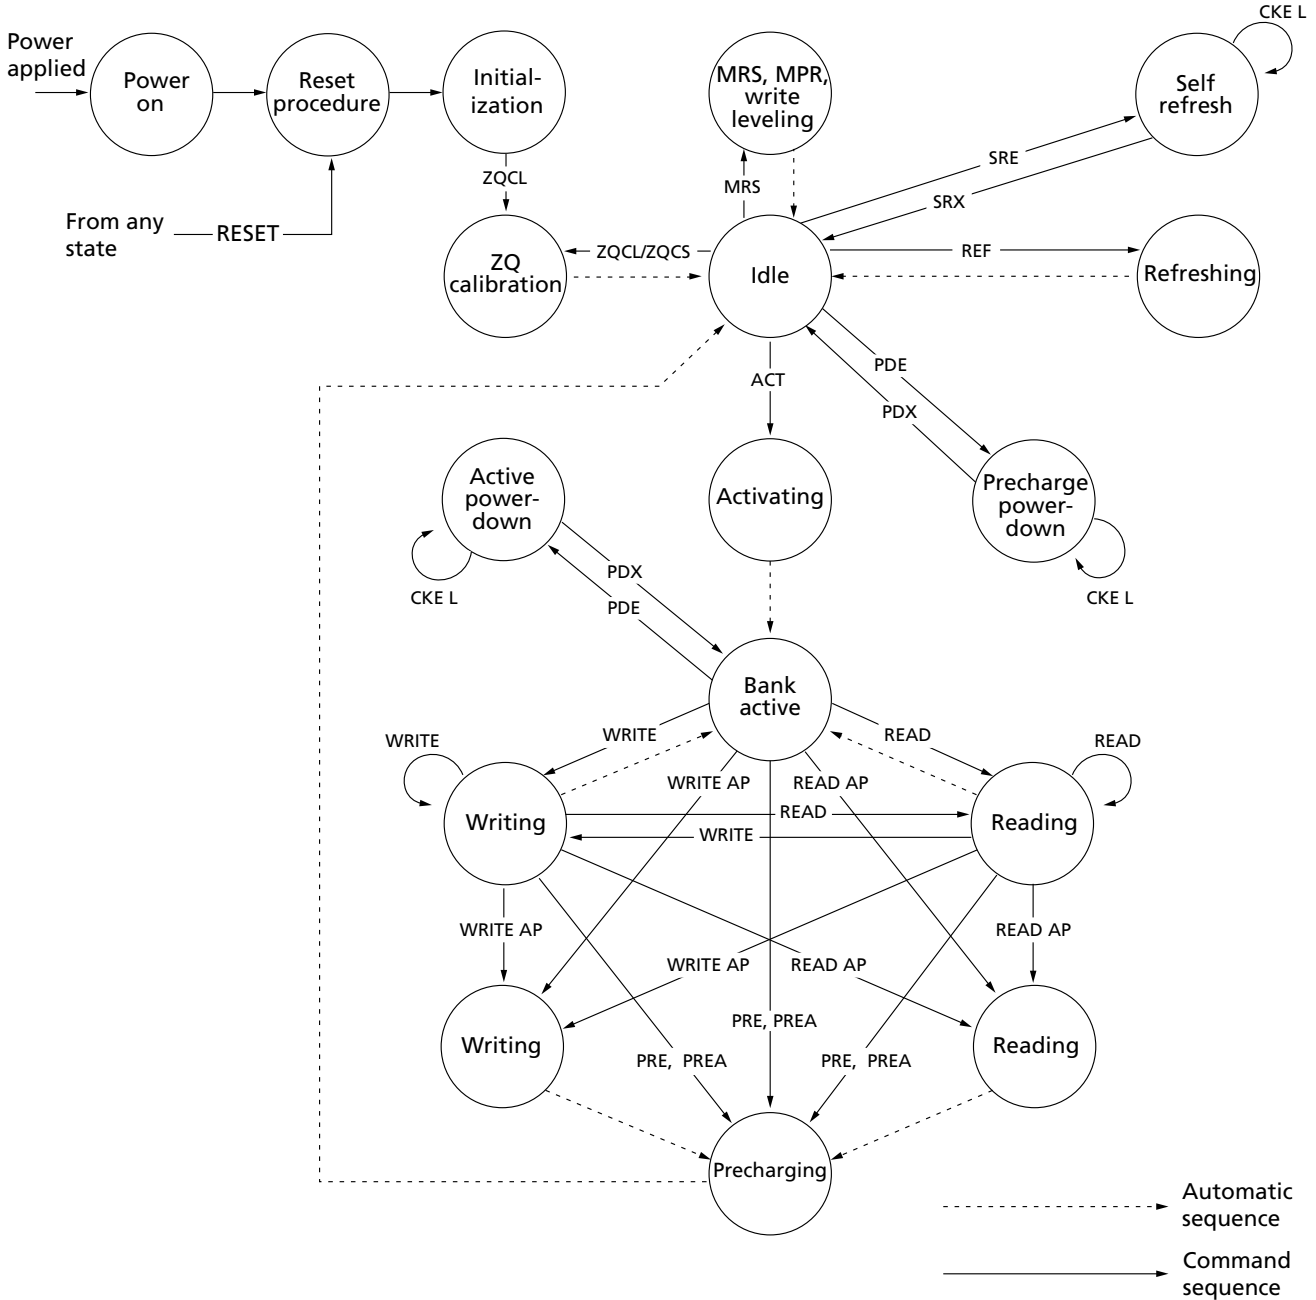 CKE L
Power
applied
Power
on
Reset
procedure
Initial-
ization
MRS, MPR,
write
leveling
Self
refresh
ZQCL
MRS
SRE
SRX
From any
state
RESET
ZQ
calibration
ZQCL/ZQCS
Idle
REF
Refreshing
ACT
PDE
PDX
Active
power-
down
Activating
Precharge
power-
down
CKE L
PDX
PDE
CKE L
Bank
active
WRITE
WRITE
READ
READ
WRITE AP
READ AP
Writing
READ
WRITE
Reading
WRITE AP
READ AP
WRITE AP
READ AP
Writing
PRE, PREA
Reading
PRE, PREA
PRE, PREA
Precharging
Automatic
sequence
Command
sequence